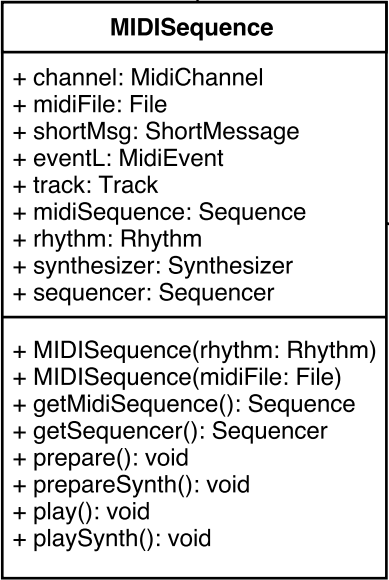 MIDISequence
+ channel: MidiChannel
+ midiFile: File
+ shortMsg: ShortMessage
+ eventL: MidiEvent
+ track: Track
+ midiSequence: Sequence
+ rhythm: Rhythm
+ synthesizer: Synthesizer
+ sequencer: Sequencer
+ MIDISequence(rhythm: Rhythm)
+ MIDISequence(midiFile: File)
+ getMidiSequence(): Sequence
+ getSequencer(): Sequencer
+ prepare(): void
+ prepareSynth(): void
+ play(): void
+ playSynth(): void